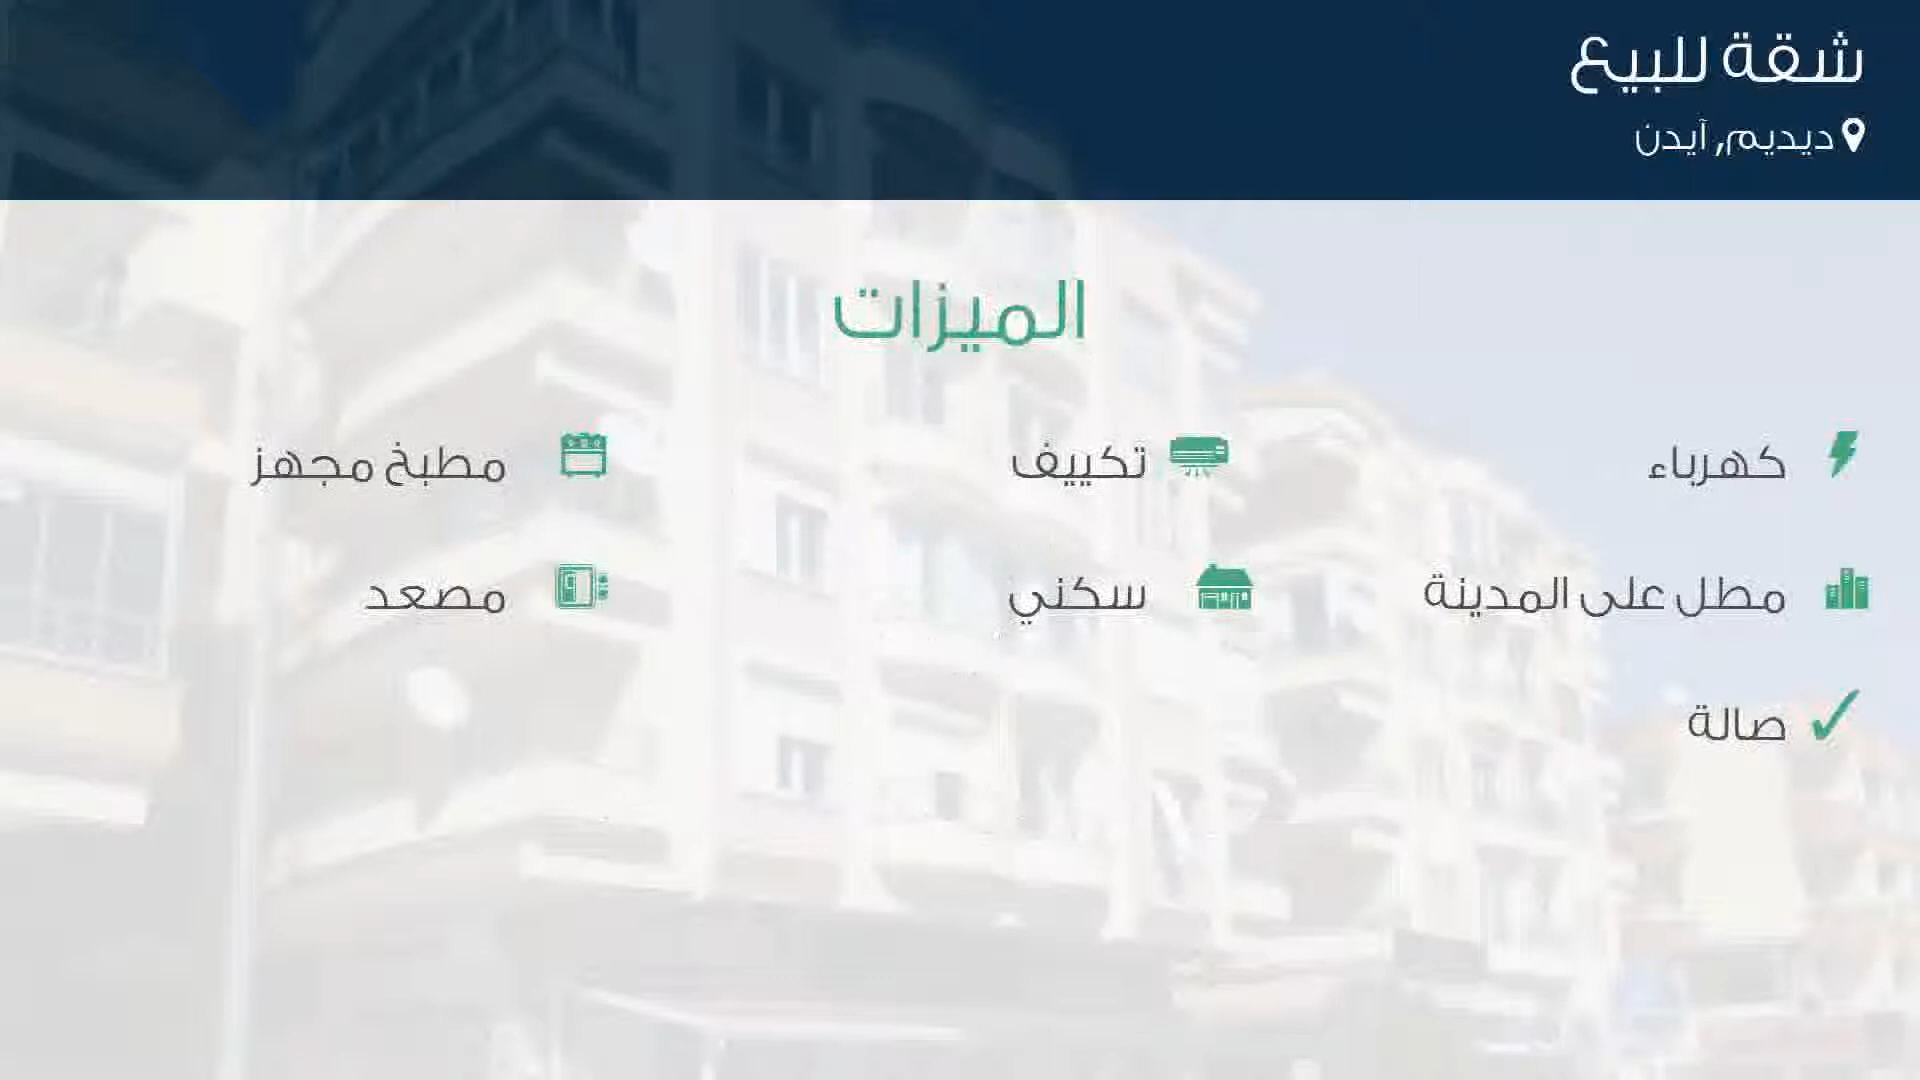 شقة للبيع
ديديم, آيدن
الميزات
كهرباء
تكييف
مطبخ مجهز
مطل على المدينة
سكني
مصعد
صالة